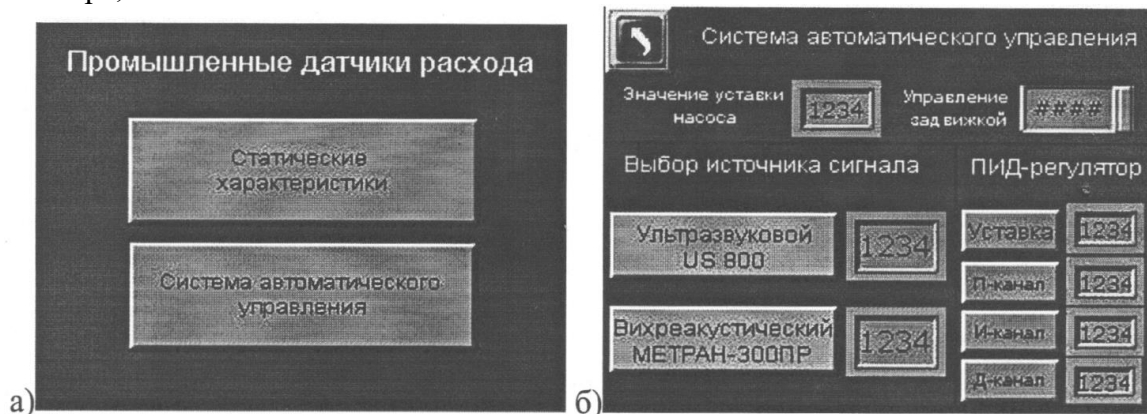 Промышленные датчики расхода
Статические
характеристики
Система автоматического
управления
а)
Система автоматического управления
Значение уставки
насоса
1234
Управление
задвижкой
####
Выбор источника сигнала
ПИД-регулятор
Ультразвуковой
US 800
1234
Вихреакустический
МЕТРАН-300ПР
1234
Уставка
1234
П-канал
1234
И-канал
1234
Д-канал
1234
б)